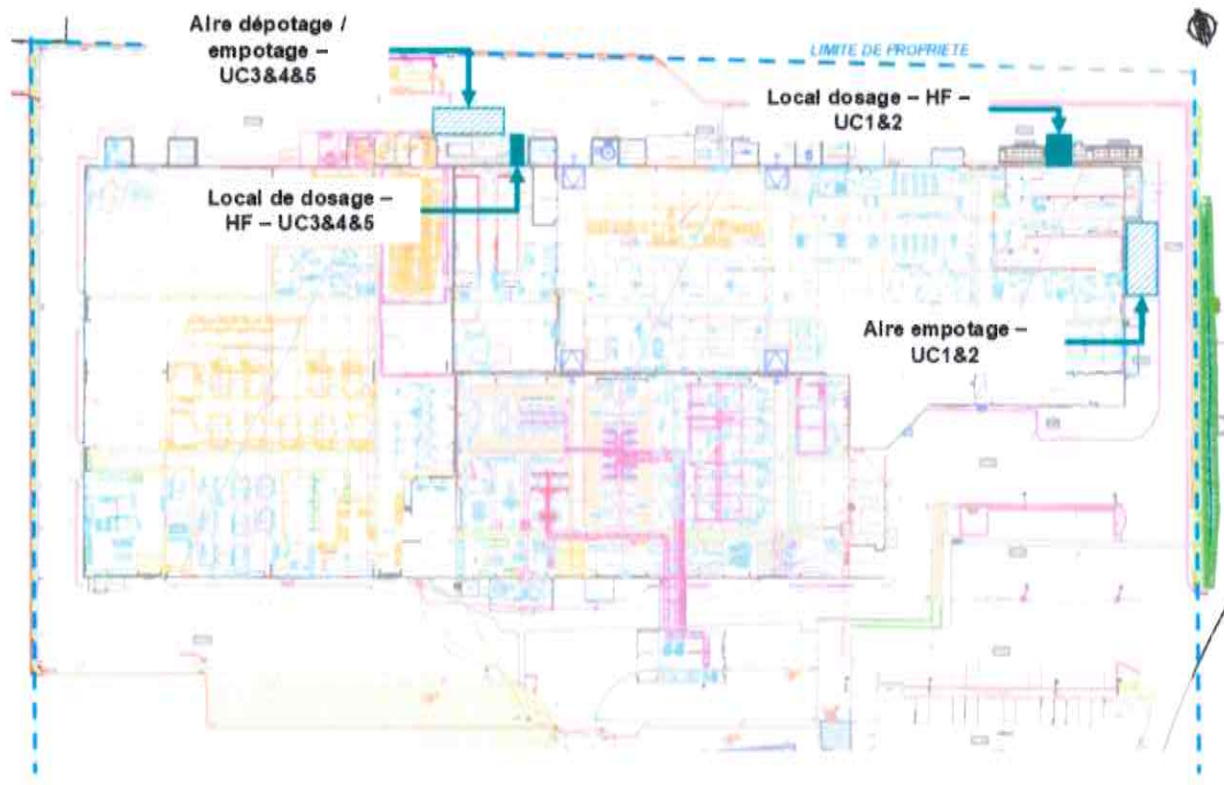 Aire dépotage /
empotage –
UC3&4&5
LIMITE DE PROPRIETE
Local dosage – HF –
UC1&2
Local de dosage –
HF – UC3&4&5
Aire empotage –
UC1&2